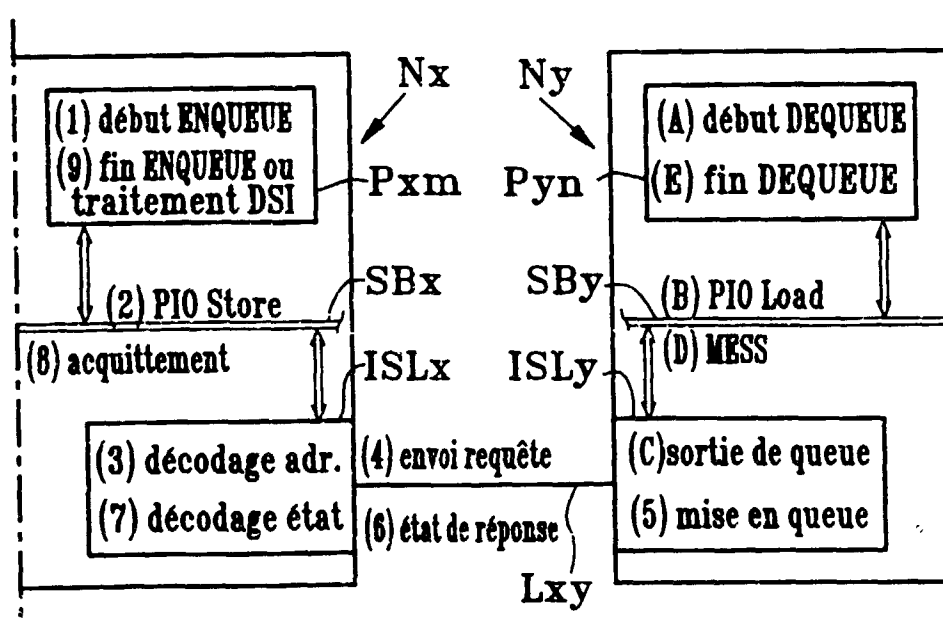 Nx
Ny
(1) début ENQUEUE
(9) fin ENQUEUE ou
traitement DSI
Pxm
Pyn
(A) début DEQUEUE
(E) fin DEQUEUE
(2) PIO Store
SBx
SBy
(B) PIO Load
(8) acquittement
(D) MESS
ISLx
ISLy
(3) décodage adr.
(7) décodage état
(4) envoi requête
(6) état de réponse
(C)sortie de queue
(5) mise en queue
Lxy